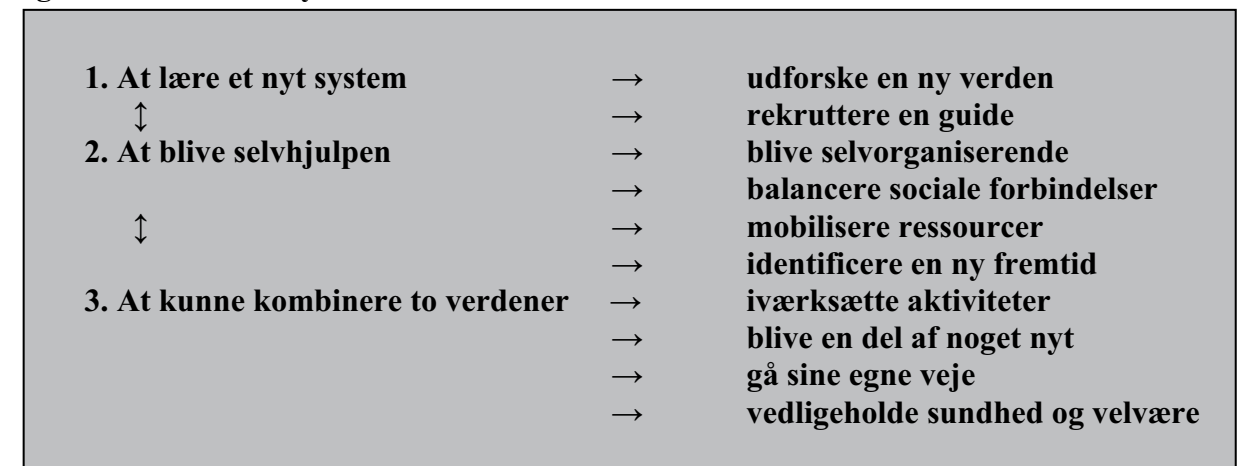 1. At lære et nyt system → udforske en ny verden
↕ → rekruttere en guide
2. At blive selvhjulpen → blive selvorganiserende
→ balancere sociale forbindelser
↕ → mobilisere ressourcer
→ identificere en ny fremtid
3. At kunne kombinere to verdener → iværksætte aktiviteter
→ blive en del af noget nyt
→ gå sine egne veje
→ vedligeholde sundhed og velvære